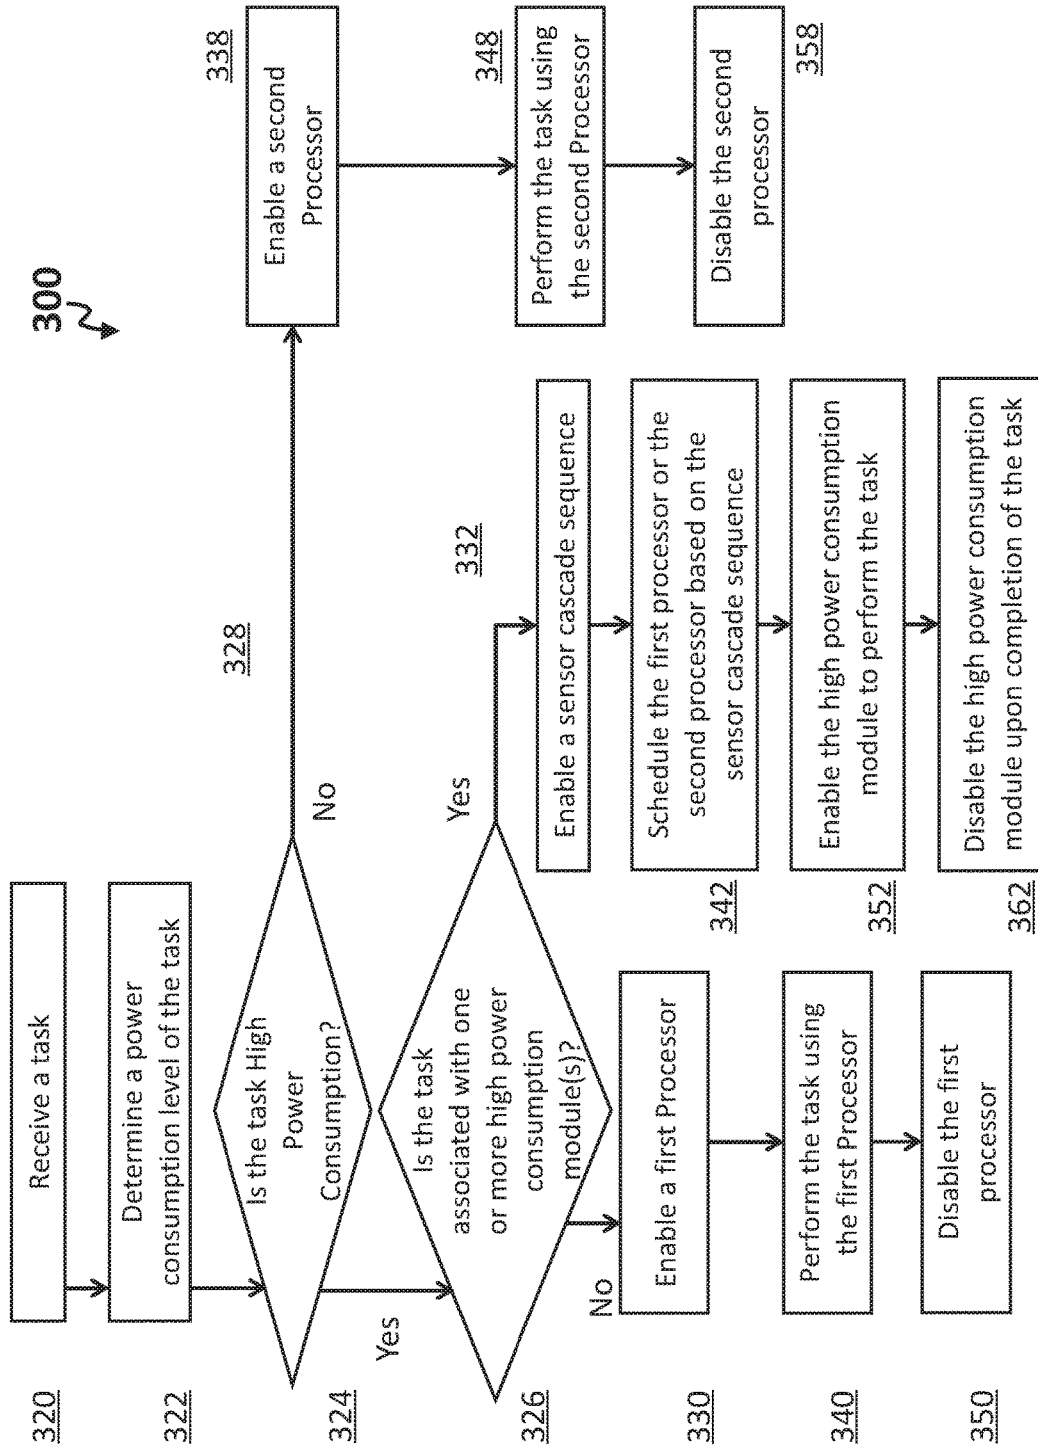 300
320
Receive a task
322
Determine a power
consumption level of the task
324
Is the task High
Power
Consumption?
No
328
Yes
338
Enable a second
Processor
348
Perform the task using
the second Processor
Disable the second
processor
358
326
Is the task
associated with one
or more high power
consumption
module(s)?
Yes
332
No
Enable a sensor cascade sequence
Schedule the first processor or the
second processor based on the
sensor cascade sequence
342
Enable the high power consumption
module to perform the task
352
Disable the high power consumption
module upon completion of the task
362
330
Enable a first Processor
340
Perform the task using
the first Processor
350
Disable the first
processor